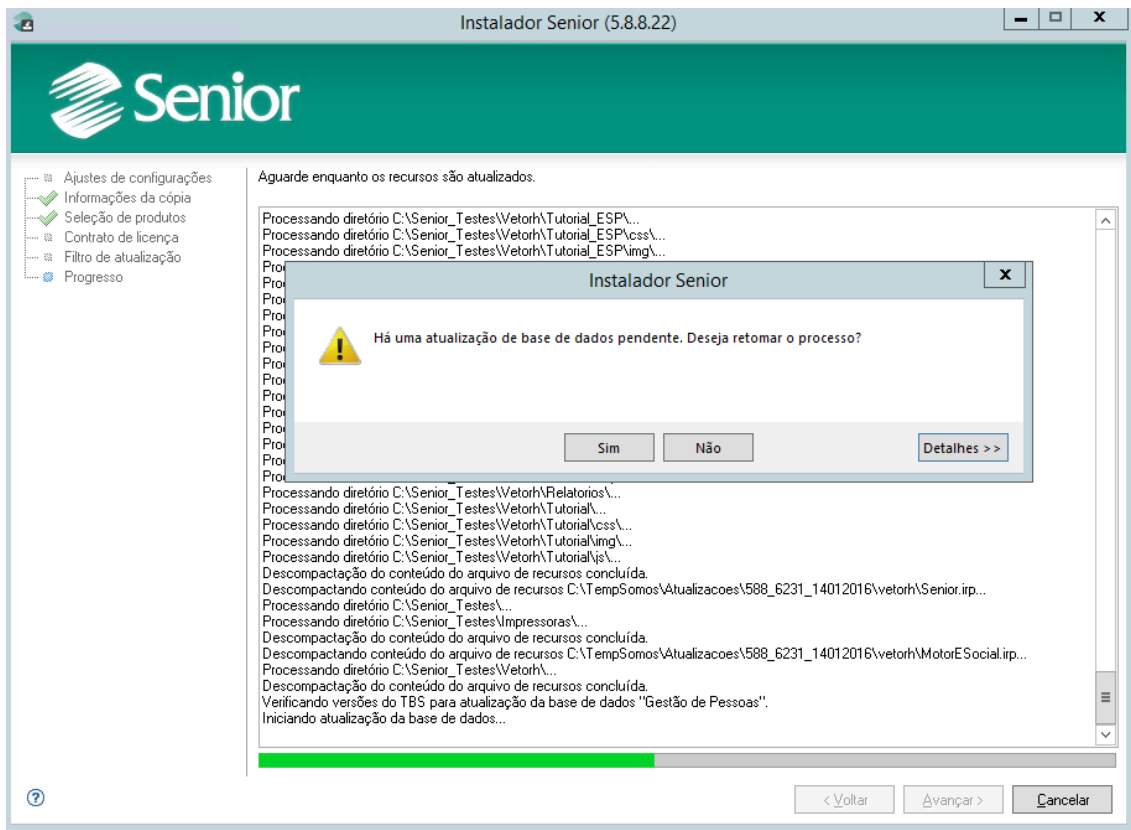 Instalador Senior (5.8.8.22)
Senior
Ajustes de configurações
Informações da cópia
Seleção de produtos
Contrato de licença
Filtro de atualização
Progresso
Aguarde enquanto os recursos são atualizados.
Processando diretório C:\Senior_Testes\Vetorh\Tutorial_ESP\...
Processando diretório C:\Senior_Testes\Vetorh\Tutorial_ESP\css\...
Processando diretório C:\Senior_Testes\Vetorh\Tutorial_ESP\img\...
Instalador Senior
Há uma atualização de base de dados pendente. Deseja retomar o processo?
Sim
Não
Detalhes >>
Processando diretório C:\Senior_Testes\Vetorh\Relatorios\...
Processando diretório C:\Senior_Testes\Vetorh\Tutorial\...
Processando diretório C:\Senior_Testes\Vetorh\Tutorial\css\...
Processando diretório C:\Senior_Testes\Vetorh\Tutorial\img\...
Processando diretório C:\Senior_Testes\Vetorh\Tutorial\js\...
Descompactação do conteúdo do arquivo de recursos concluída.
Descompactando conteúdo do arquivo de recursos C:\TempSomos\Atualizacoes\588_6231_14012016\vetorh\Senior.irp...
Processando diretório C:\Senior_Testes\...
Processando diretório C:\Senior_Testes\Impressoras\...
Descompactação do conteúdo do arquivo de recursos concluída.
Descompactando conteúdo do arquivo de recursos C:\TempSomos\Atualizacoes\588_6231_14012016\vetorh\MotorESocial.irp...
Processando diretório C:\Senior_Testes\Vetorh\...
Descompactação do conteúdo do arquivo de recursos concluída.
Verificando versões do TBS para atualização da base de dados "Gestão de Pessoas".
Iniciando atualização da base de dados...
< Voltar
Avançar >
Cancelar